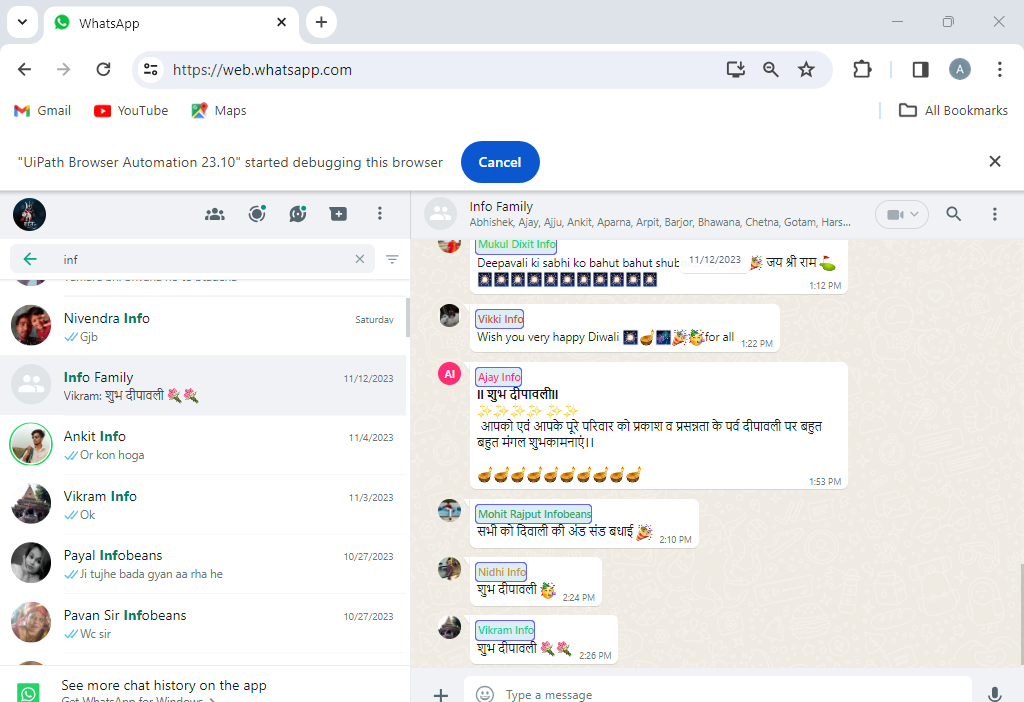 WhatsApp
https://web.whatsapp.com
A
Gmail
YouTube
Maps
All Bookmarks
"UiPath Browser Automation 23.10" started debugging this browser
Cancel
inf
Nivendra Info
Saturday
Gjb
Info Family
11/12/2023
Vikram: शुभ दीपावली 💐💐
Ankit Info
11/4/2023
Or kon hoga
Vikram Info
11/3/2023
Ok
Payal Infobeans
10/27/2023
Ji tujhe bada gyan aa rha he
Pavan Sir Infobeans
10/27/2023
Wc sir
See more chat history on the app
Get WhatsApp for Windows >
Info Family
Abhishek, Ajay, Ajju, Ankit, Aparna, Arpit, Barjor, Bhawana, Chetna, Gotam, Hars...
Mukul Dixit Info
Deepavali ki sabhi ko bahut bahut shub
11/12/2023
🎉 जय श्री राम⛳
🎆🎆🎆🎆🎆🎆🎆🎆🎆🎆🎆
1:12 PM
Vikki Info
Wish you very happy Diwali 🎇🪔🎆🎉🥳for all
1:22 PM
AI
Ajay Info
॥ शुभ दीपावली॥
✨✨✨✨ ✨✨
आपको एवं आपके पूरे परिवार को प्रकाश व प्रसन्नता के पर्व दीपावली पर बहुत
बहुत मंगल शुभकामनाएं।।
🪔🪔🪔🪔🪔🪔🪔🪔🪔🪔
1:53 PM
Mohit Rajput Infobeans
सभी को दिवाली की अंड संड बधाई 🎉
2:10 PM
Nidhi Info
शुभ दीपावली 🥳
2:24 PM
Vikram Info
शुभ दीपावली 💐💐
2:26 PM
Type a message